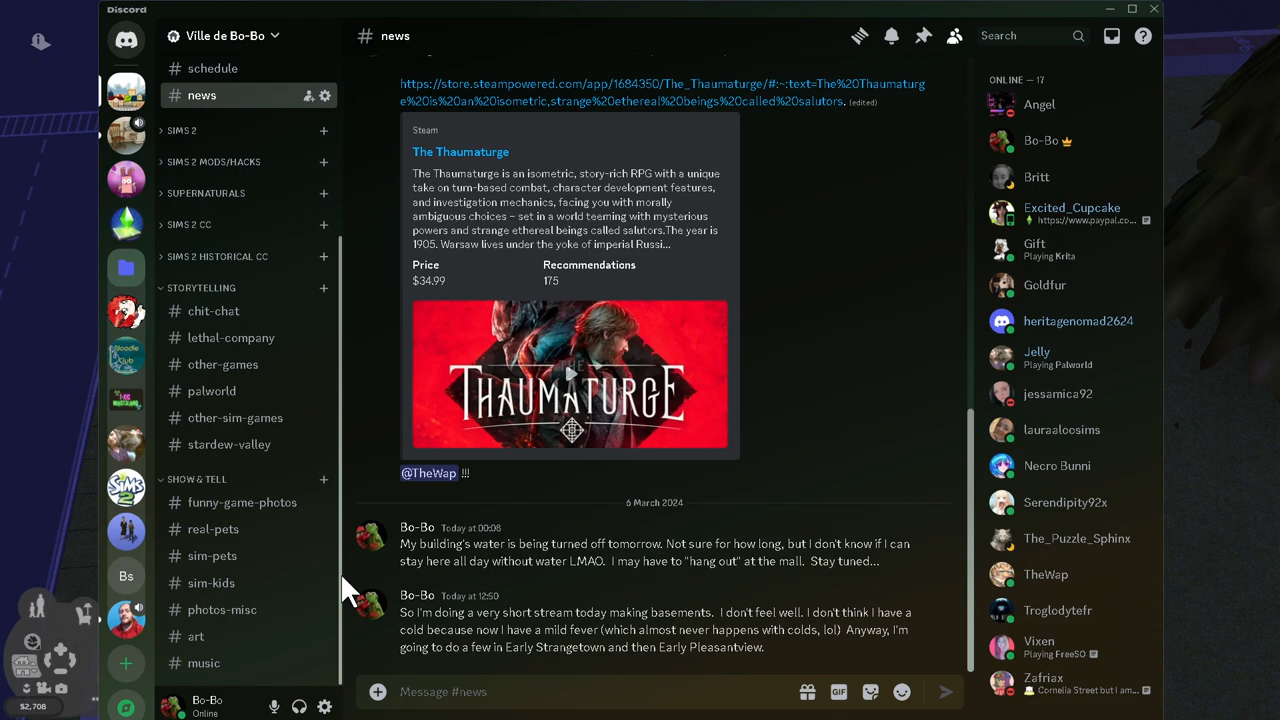 Discord
Ville de Bo-Bo
# schedule
# news
SIMS 2
SIMS 2 MODS/HACKS
SUPERNATURALS
SIMS 2 CC
SIMS 2 HISTORICAL CC
STORYTELLING
# chit-chat
# lethal-company
# other-games
# palworld
# other-sim-games
# stardew-valley
SHOW & TELL
# funny-game-photos
# real-pets
# sim-pets
# sim-kids
# photos-misc
# art
# music
Bo-Bo
Online
Bs
$2,708
# news
Search
https://store.steampowered.com/app/1684350/The_Thaumaturge/#:~:text=The%20Thaumaturg
e%20is%20an%20isometric,strange%20ethereal%20beings%20called%20salutors. (edited)
Steam
The Thaumaturge
The Thaumaturge is an isometric, story-rich RPG with a unique
take on turn-based combat, character development features,
and investigation mechanics, facing you with morally
ambiguous choices – set in a world teeming with mysterious
powers and strange ethereal beings called salutors.The year is
1905. Warsaw lives under the yoke of imperial Russi...
Price
Recommendations
$34.99
175
THE
THAUMATURGE
@TheWap !!!
6 March 2024
Bo-Bo Today at 00:08
My building's water is being turned off tomorrow. Not sure for how long, but I don't know if I can
stay here all day without water LMAO. I may have to "hang out" at the mall. Stay tuned...
Bo-Bo Today at 12:50
So I'm doing a very short stream today making basements. I don't feel well. I don't think I have a
cold because now I have a mild fever (which almost never happens with colds, lol) Anyway, I'm
going to do a few in Early Strangetown and then Early Pleasantview.
Message #news
GIF
ONLINE — 17
Angel
Bo-Bo
Britt
Excited_Cupcake
https://www.paypal.co...
Gift
Playing Krita
Goldfur
heritagenomad2624
Jelly
Playing Palworld
jessamica92
lauraaloosims
Necro Bunni
Serendipity92x
The_Puzzle_Sphinx
TheWap
Troglodytefr
Vixen
Playing FreeSO
Zafriax
Cornelia Street but I am...